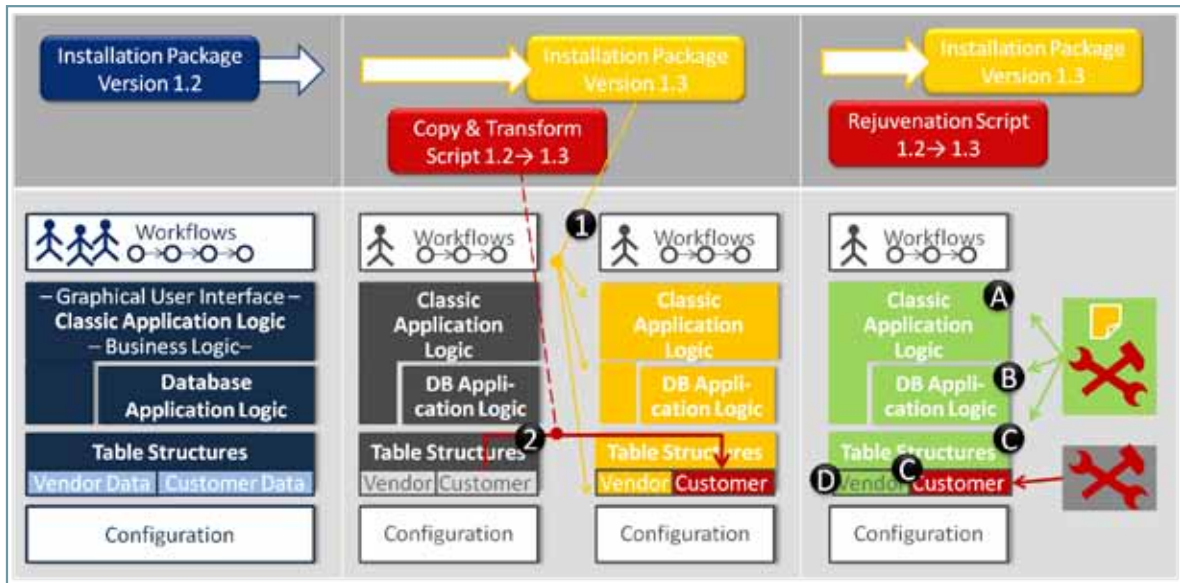 Installation Package
Version 1.2
Installation Package
Version 1.3
Copy & Transform
Script 1.2→ 1.3
Installation Package
Version 1.3
Rejuvenation Script
1.2→ 1.3
Workflows
– Graphical User Interface –
Classic Application Logic
– Business Logic–
Database
Application Logic
Table Structures
Vendor Data
Customer Data
Configuration
1
Workflows
Classic
Application
Logic
DB Appli-
cation Logic
2
Table Structures
Vendor
Customer
Configuration
Workflows
Classic
Application
Logic
DB Appli-
cation Logic
Table Structures
Vendor
Customer
Configuration
Workflows
A
Classic
Application
Logic
B
DB Appli-
cation Logic
C
Table Structures
D
Vendor
C
Customer
Configuration